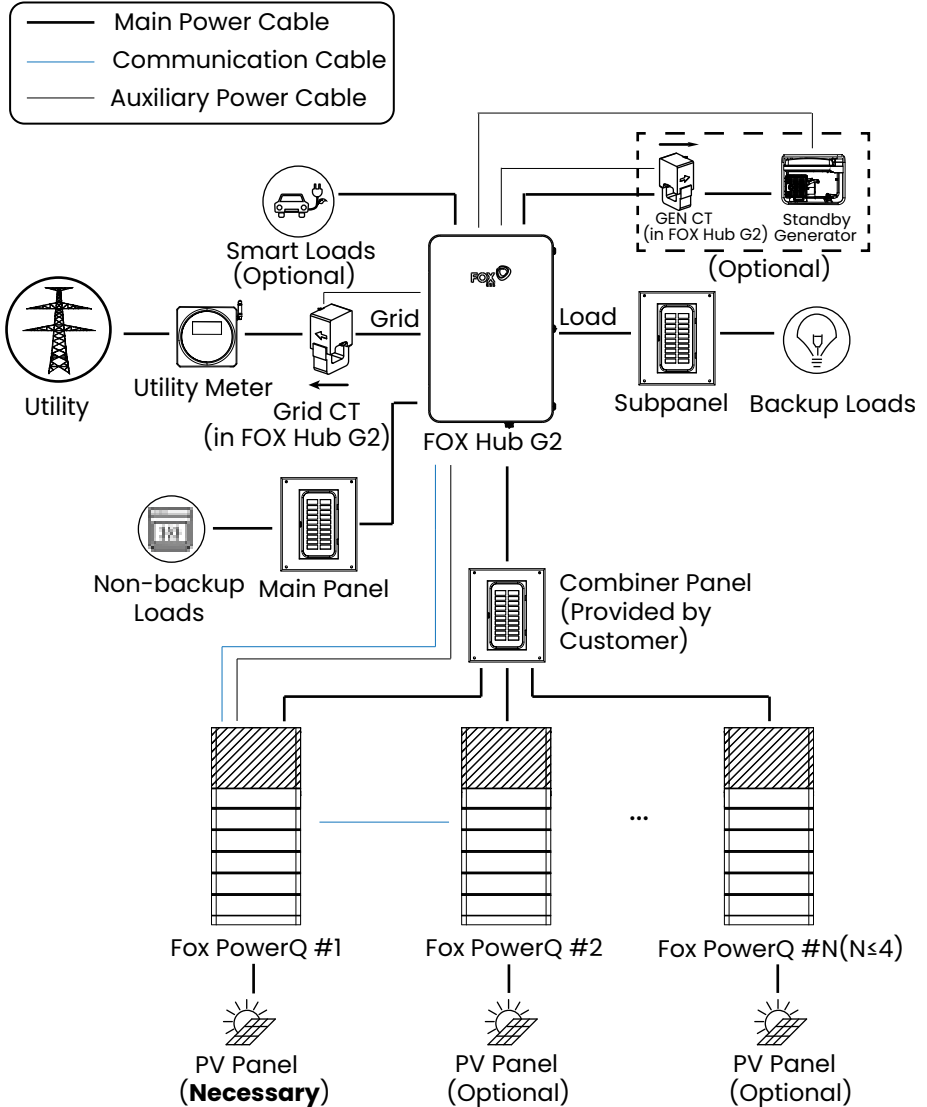 Main Power Cable
Communication Cable
Auxiliary Power Cable
Smart Loads
(Optional)
GEN CT
(in FOX Hub G2)
Standby
Generator
(Optional)
FOX
Grid
Load
Utility
Utility Meter
Grid CT
(in FOX Hub G2)
FOX Hub G2
Subpanel
Backup Loads
Non-backup
Loads
Main Panel
Combiner Panel
(Provided by
Customer)
...
Fox PowerQ #1
Fox PowerQ #2
Fox PowerQ #N(N≤4)
PV Panel
(Necessary)
PV Panel
(Optional)
PV Panel
(Optional)